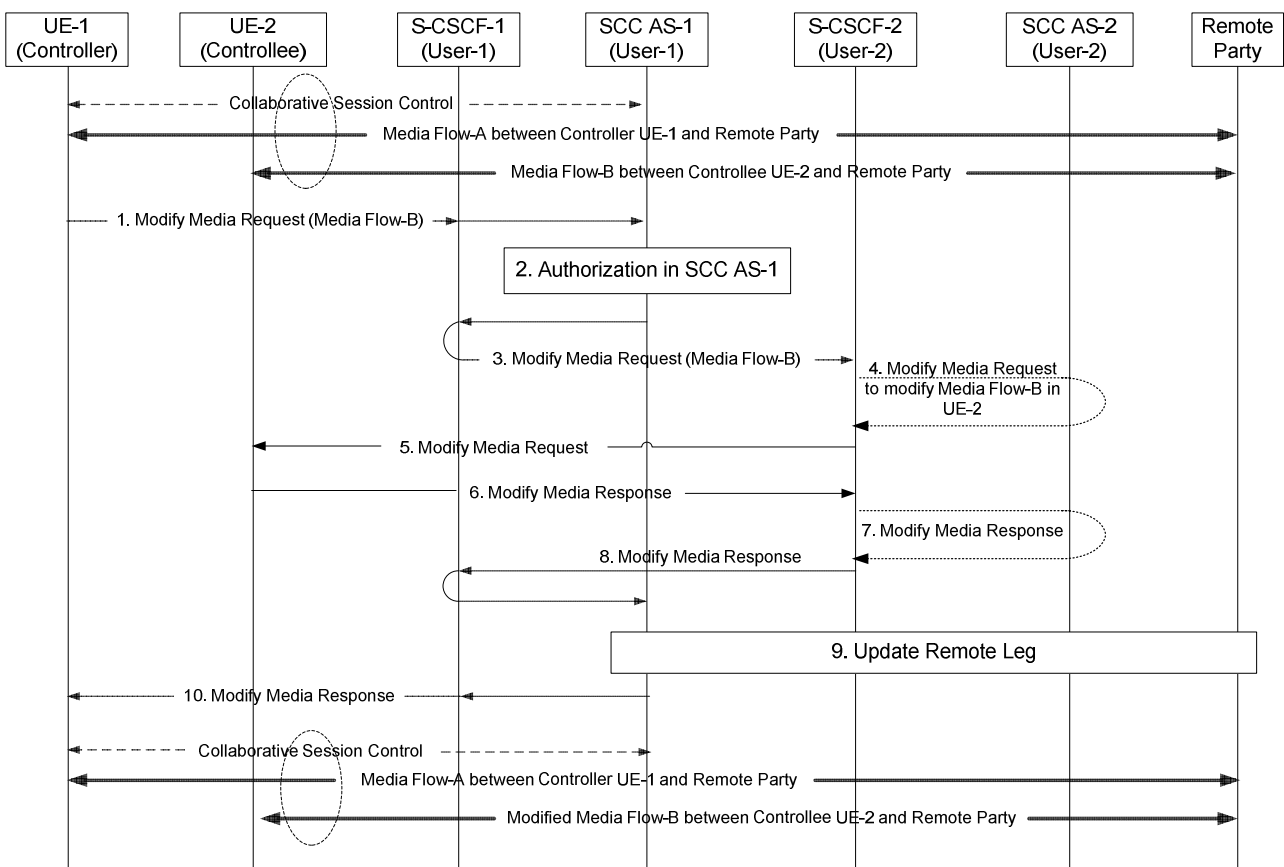 UE-1
(Controller)
UE-2
(Controllee)
S-CSCF-1
(User-1)
SCC AS-1
(User-1)
S-CSCF-2
(User-2)
SCC AS-2
(User-2)
Remote
Party
Collaborative Session Control
Media Flow-A between Controller UE-1 and Remote Party
Media Flow-B between Controllee UE-2 and Remote Party
1. Modify Media Request (Media Flow-B)
2. Authorization in SCC AS-1
3. Modify Media Request (Media Flow-B)
4. Modify Media Request
to modify Media Flow-B in
UE-2
5. Modify Media Request
6. Modify Media Response
7. Modify Media Response
8. Modify Media Response
9. Update Remote Leg
10. Modify Media Response
Collaborative Session Control
Media Flow-A between Controller UE-1 and Remote Party
Modified Media Flow-B between Controllee UE-2 and Remote Party